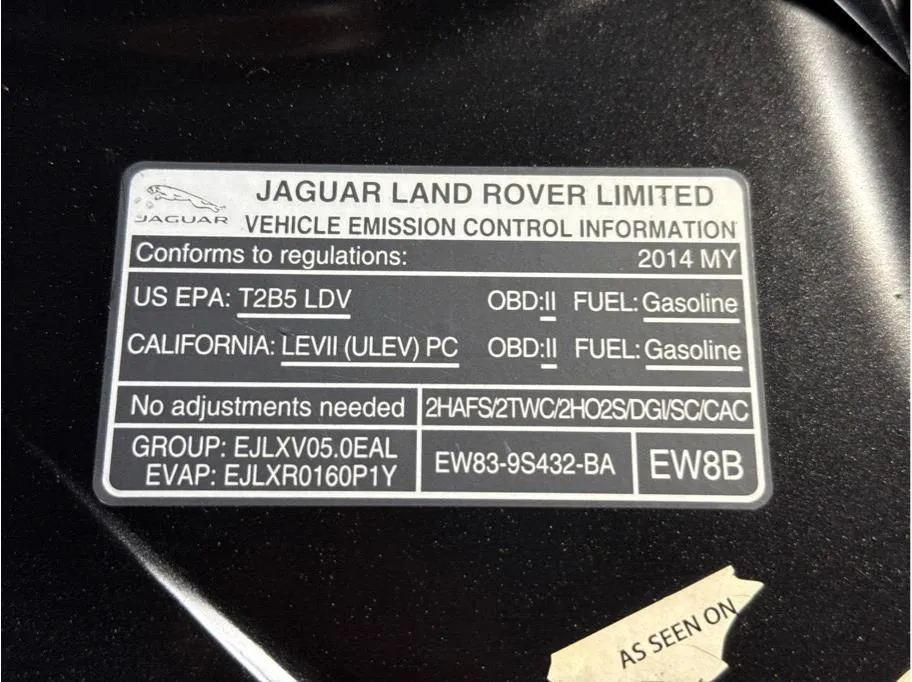 JAGUAR
JAGUAR LAND ROVER LIMITED
VEHICLE EMISSION CONTROL INFORMATION
Conforms to regulations: 2014 MY
US EPA: T2B5 LDV OBD:II FUEL: Gasoline
CALIFORNIA: LEVII (ULEV) PC OBD:II FUEL: Gasoline
No adjustments needed 2HAFS/2TWC/2HO2S/DGI/SC/CAC
GROUP: EJLXV05.0EAL
EVAP: EJLXR0160P1Y
EW83-9S432-BA
EW8B
AS SEEN ON